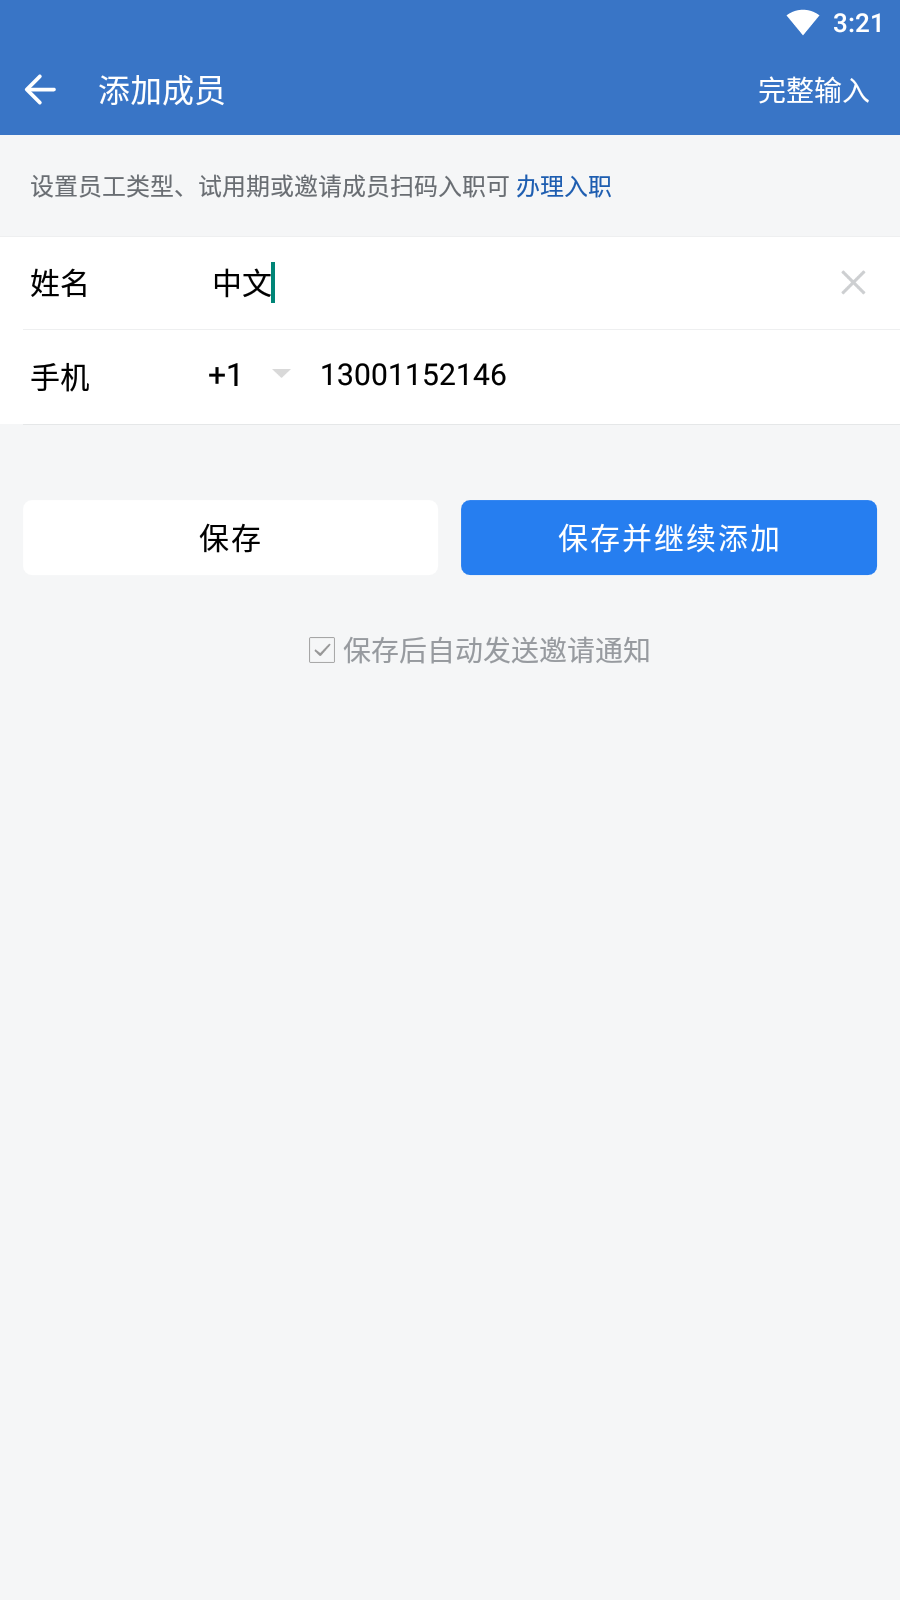 3:21
添加成员
完整输入
设置员工类型、试用期或邀请成员扫码入职可 办理入职
姓名 中文
手机 +1 13001152146
保存
保存并继续添加
保存后自动发送邀请通知